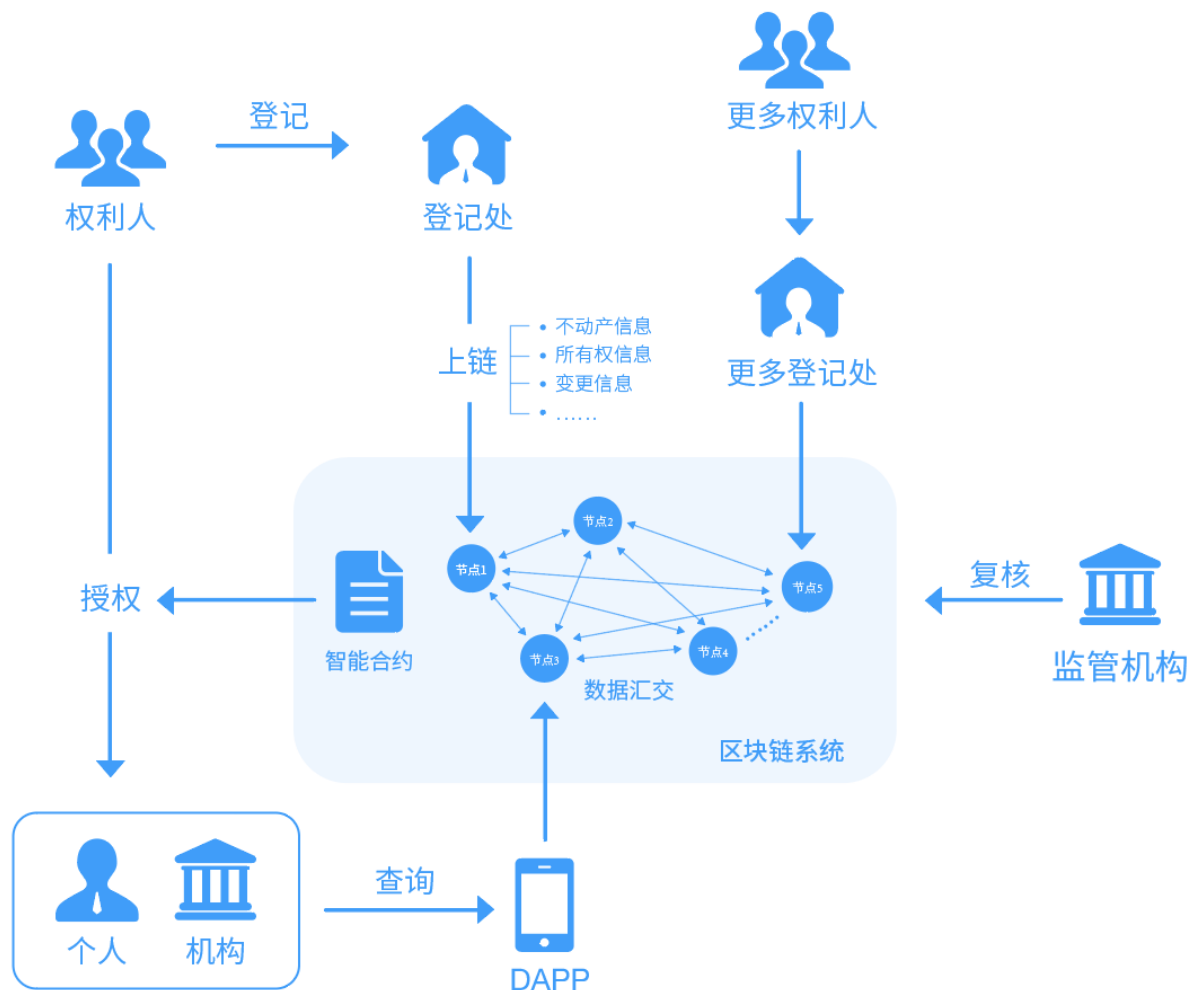 更多权利人
登记
权利人
登记处
不动产信息
所有权信息
变更信息
……
上链
更多登记处
节点1
节点2
节点3
节点4
节点5
数据汇交
智能合约
区块链系统
授权
复核
监管机构
个人
机构
查询
DAPP